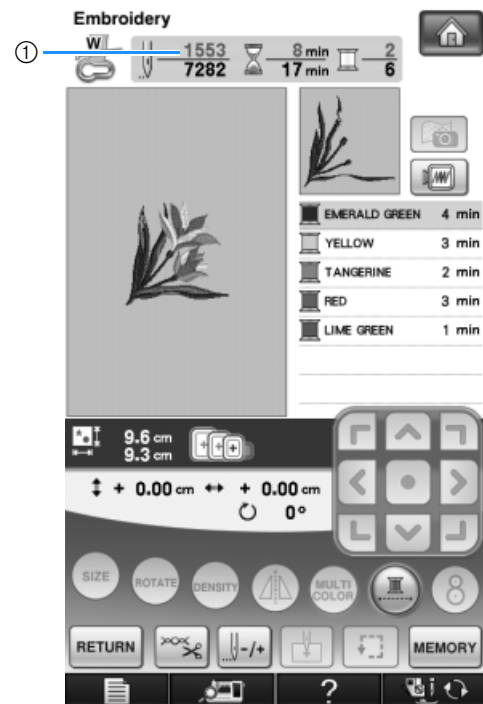 Embroidery
W
① 1553 8 min 2
7282 17 min 6
EMERALD GREEN 4 min
YELLOW 3 min
TANGERINE 2 min
RED 3 min
LIME GREEN 1 min
9.6 cm
9.3 cm
+ 0.00 cm + 0.00 cm
0°
SIZE ROTATE DENSITY MULTI COLOR 8
RETURN -/+ MEMORY
? i